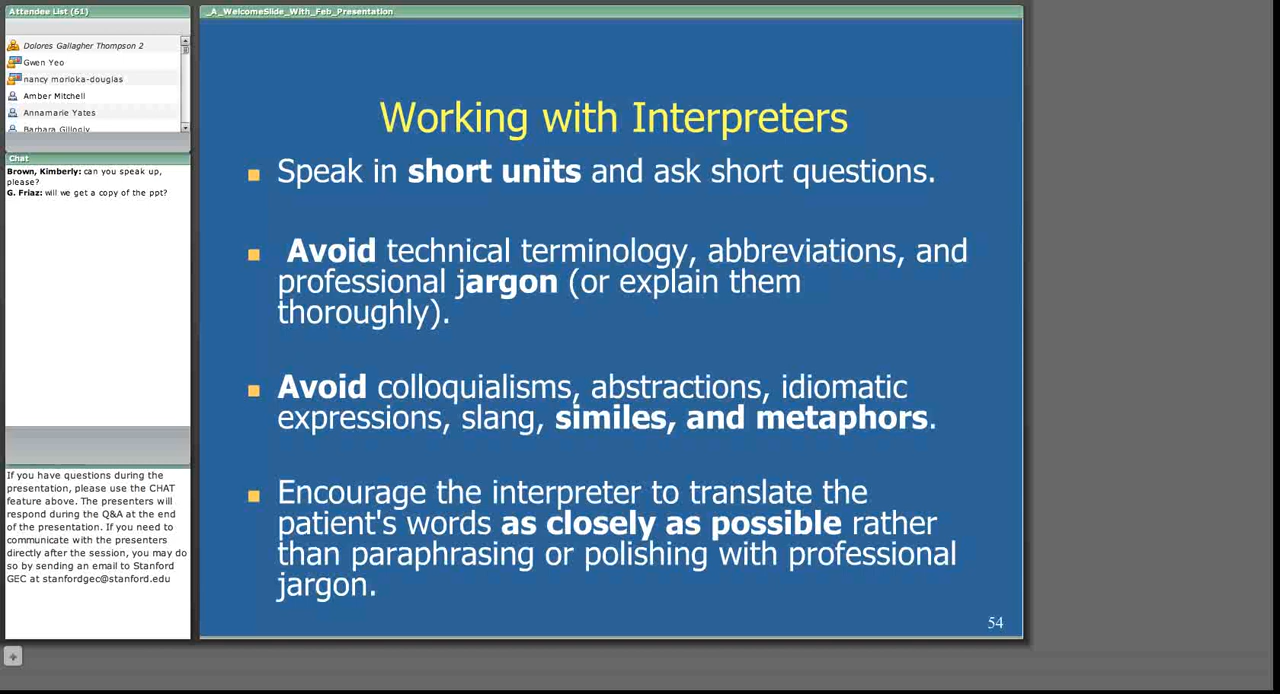 Attendee List (61)
Dolores Gallagher Thompson 2
Gwen Yeo
nancy morioka-douglas
Amber Mitchell
Annamarie Yates
Barbara Gillogly
Chat
Brown, Kimberly: can you speak up,
please?
G. Friaz: will we get a copy of the ppt?
If you have questions during the
presentation, please use the CHAT
feature above. The presenters will
respond during the Q&A at the end
of the presentation. If you need to
communicate with the presenters
directly after the session, you may do
so by sending an email to Stanford
GEC at stanfordgec@stanford.edu
_A_WelcomeSlide_With_Feb_Presentation
Working with Interpreters
Speak in short units and ask short questions.
Avoid technical terminology, abbreviations, and
professional jargon (or explain them
thoroughly).
Avoid colloquialisms, abstractions, idiomatic
expressions, slang, similes, and metaphors.
Encourage the interpreter to translate the
patient's words as closely as possible rather
than paraphrasing or polishing with professional
jargon.
54